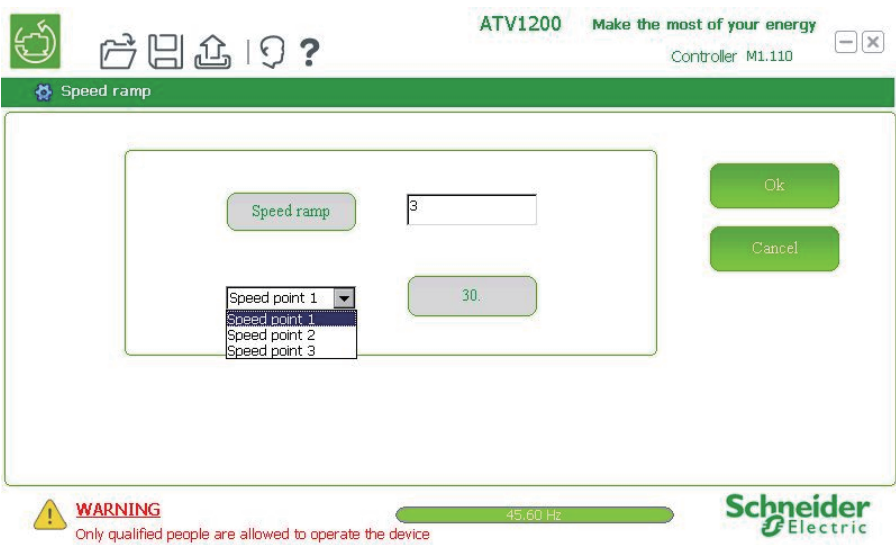 ATV1200 Make the most of your energy
Controller M1.110
Speed ramp
Speed ramp 3
Ok
Cancel
Speed point 1 30.
Speed point 1
Speed point 2
Speed point 3
WARNING
Only qualified people are allowed to operate the device
45.60 Hz
Schneider
Electric